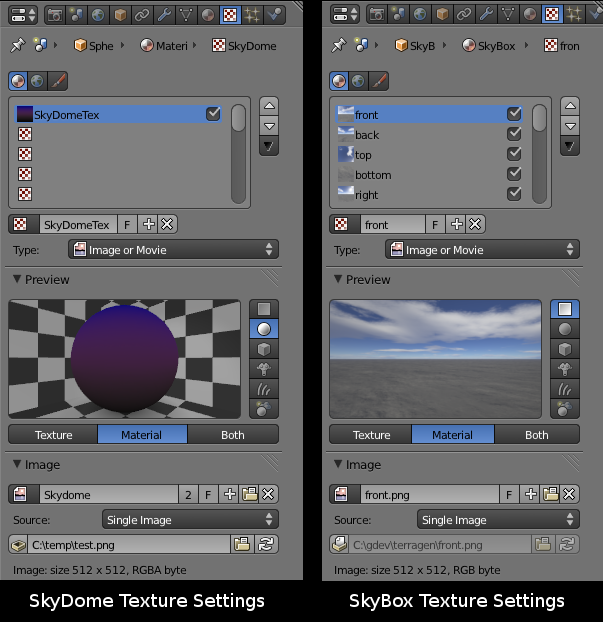 Sphe
Materi
SkyDome
SkyDomeTex
SkyDomeTex
F
Type:
Image or Movie
Preview
Texture
Material
Both
Image
Skydome
2
F
Source:
Single Image
C:\temp\test.png
Image: size 512 x 512, RGBA byte
SkyDome Texture Settings
SkyB
SkyBox
fron
front
back
top
bottom
right
front
F
Type:
Image or Movie
Preview
Texture
Material
Both
Image
front.png
F
Source:
Single Image
C:\gdev\terragen\front.png
Image: size 512 x 512, RGB byte
SkyBox Texture Settings